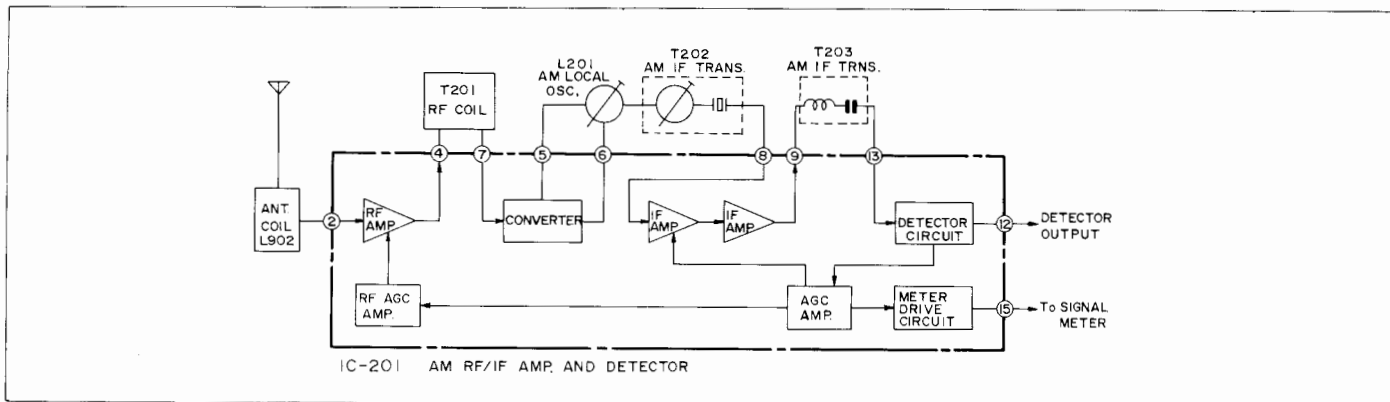 L201
AM LOCAL
OSC,
T202
AM IF TRANS.
T203
AM IF TRNS.
T201
RF COIL
4
7
5
6
8
9
13
ANT.
COIL
L902
2
RF
AMP.
CONVERTER
IF
AMP.
IF
AMP.
DETECTOR
CIRCUIT
12
DETECTOR
OUTPUT
RF AGC
AMP.
AGC
AMP.
METER
DRIVE
CIRCUIT
15
To SIGNAL
METER
IC-201 AM RF/IF AMP. AND DETECTOR